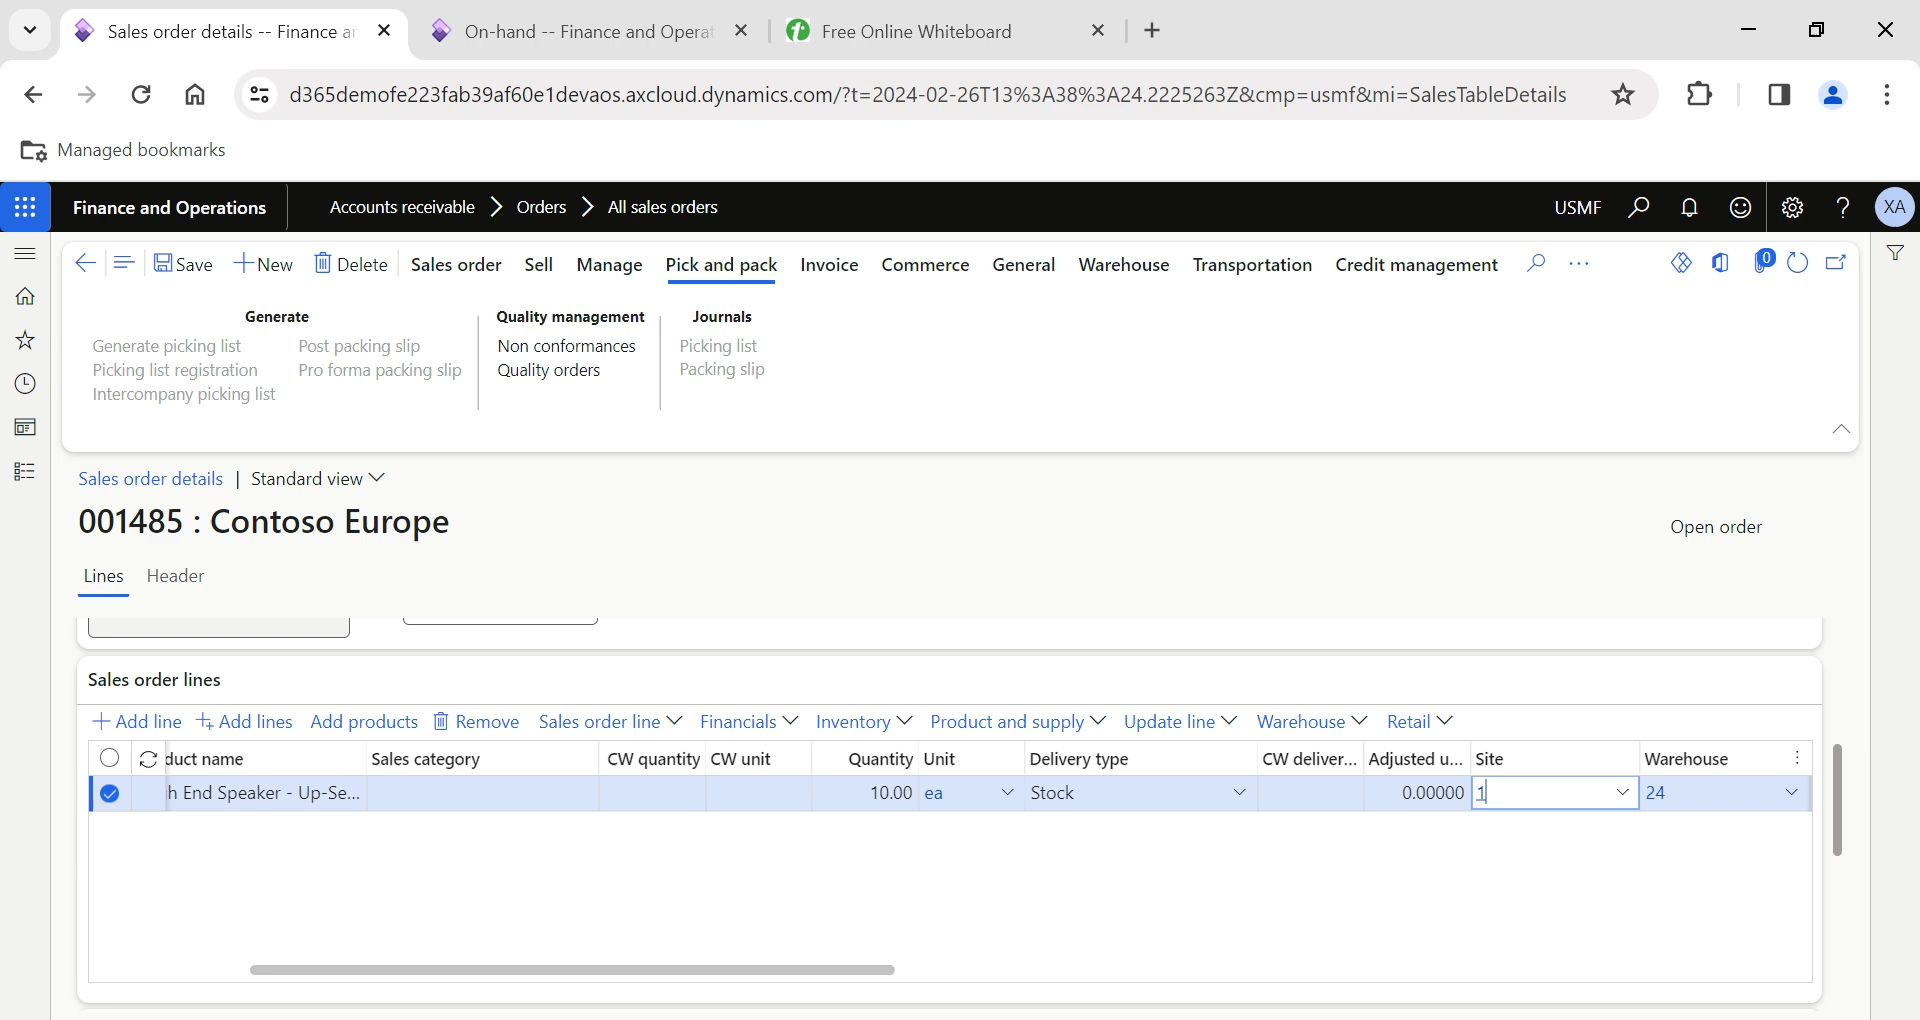 Sales order details -- Finance a
On-hand -- Finance and Opera
Free Online Whiteboard
d365demofe223fab39af60e1devaos.axcloud.dynamics.com/?t=2024-02-26T13%3A38%3A24.2225263Z&cmp=usmf&mi=SalesTableDetails
Managed bookmarks
Finance and Operations
Accounts receivable Orders All sales orders
USMF ? XA
Save New Delete Sales order Sell Manage Pick and pack Invoice Commerce General Warehouse Transportation Credit management ... 0
Generate
Quality management
Journals
Generate picking list
Post packing slip
Non conformances
Picking list
Picking list registration
Pro forma packing slip
Quality orders
Packing slip
Intercompany picking list
Sales order details | Standard view
001485 : Contoso Europe
Open order
Lines Header
Sales order lines
+ Add line Add lines Add products Remove Sales order line Financials Inventory Product and supply Update line Warehouse Retail
duct name Sales category CW quantity CW unit Quantity Unit Delivery type CW deliver... Adjusted u... Site Warehouse
h End Speaker - Up-Se... 10.00 ea Stock 0.00000 1 24